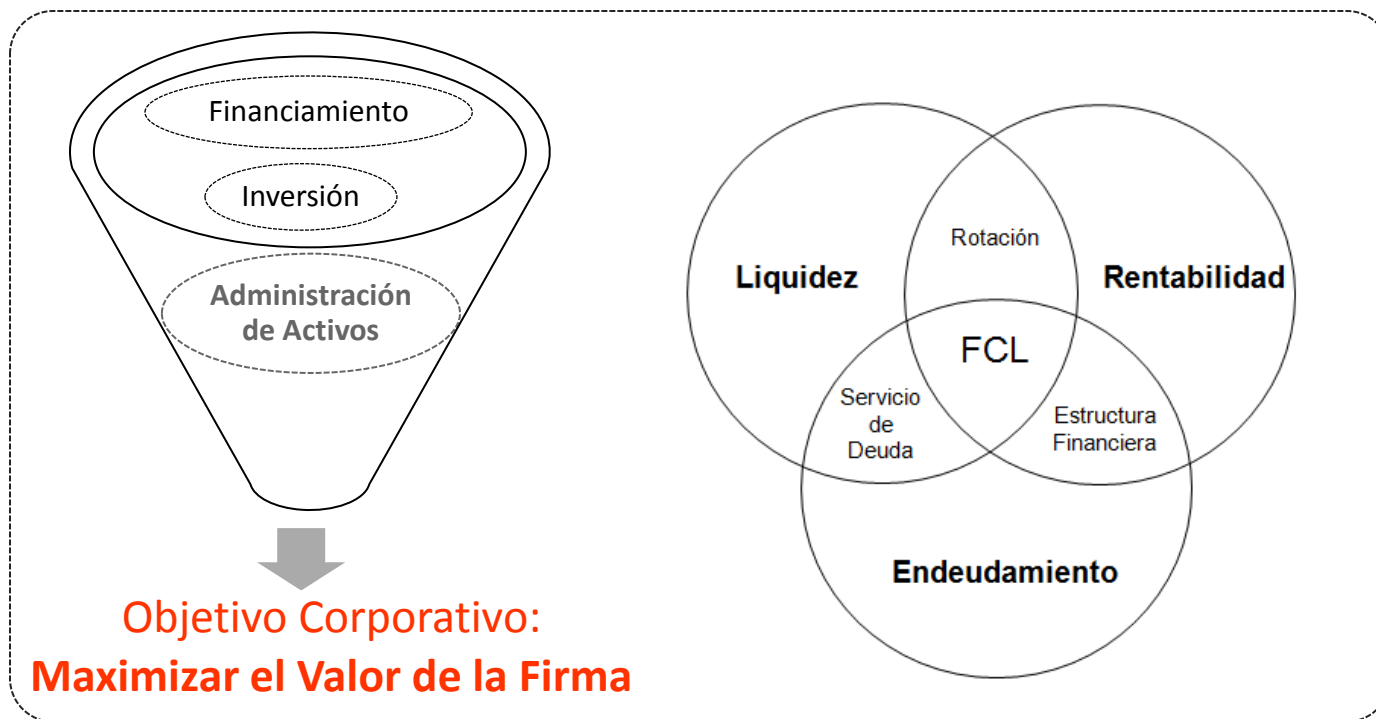 Financiamiento
Inversión
Administración
de Activos
Objetivo Corporativo:
Maximizar el Valor de la Firma
Rotación
Liquidez
Rentabilidad
FCL
Servicio
de
Deuda
Estructura
Financiera
Endeudamiento